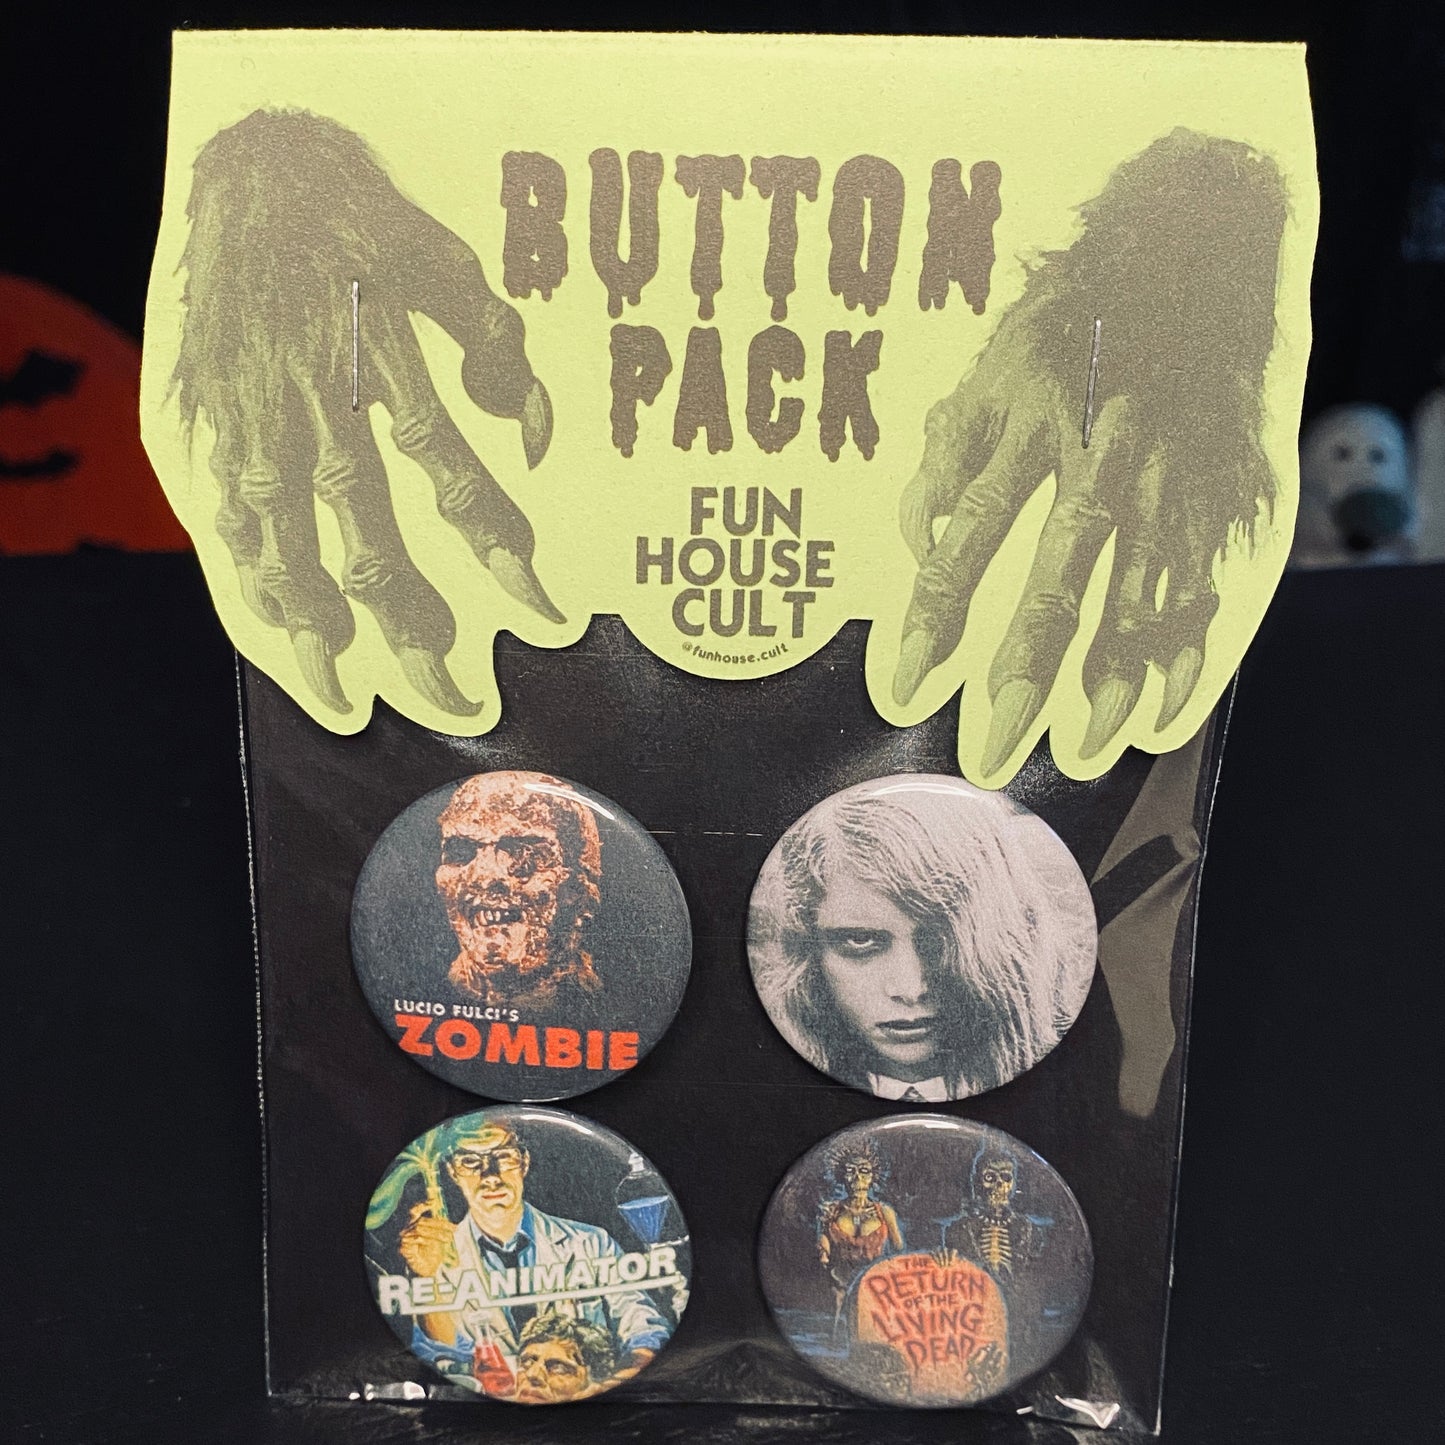 BUTTON
PACK
FUN
HOUSE
CULT
@funhouse.cult
LUCIO FULCI'S
ZOMBIE
RE-ANIMATOR
THE
RETURN
OF THE
LIVING
DEAD